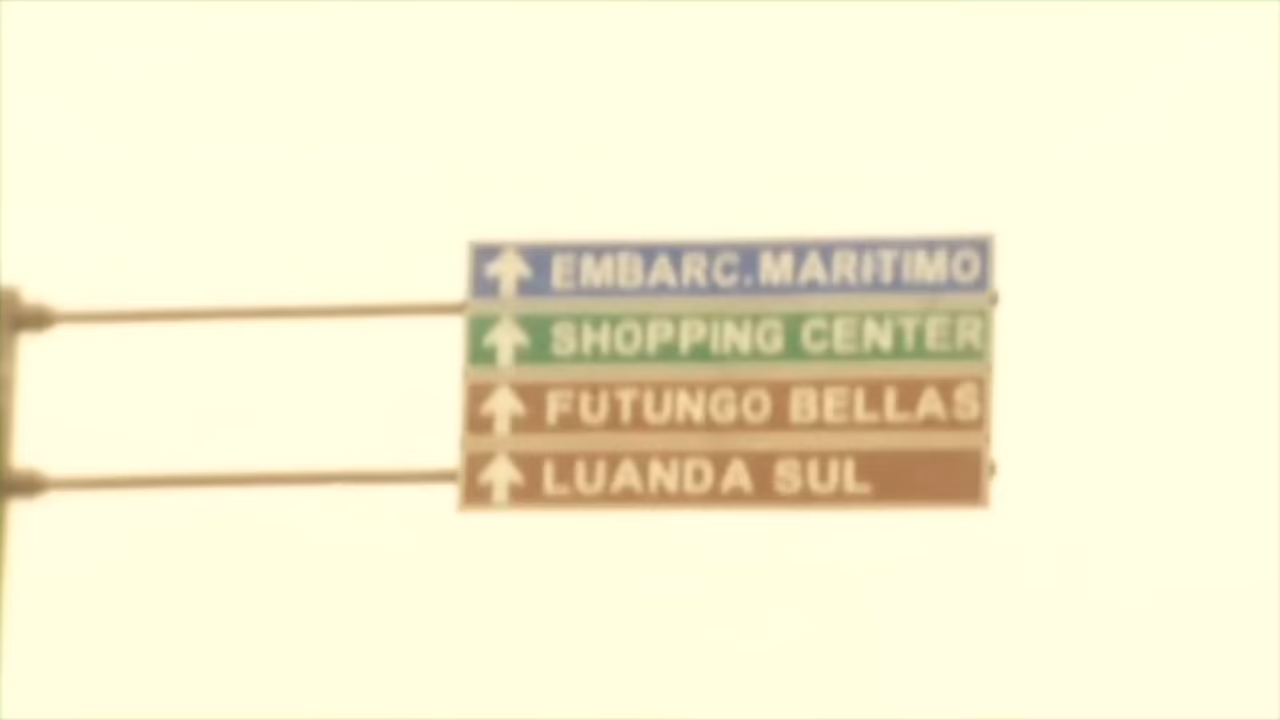 EMBARC.MARITIMO
SHOPPING CENTER
FUTUNGO BELLAS
LUANDA SUL